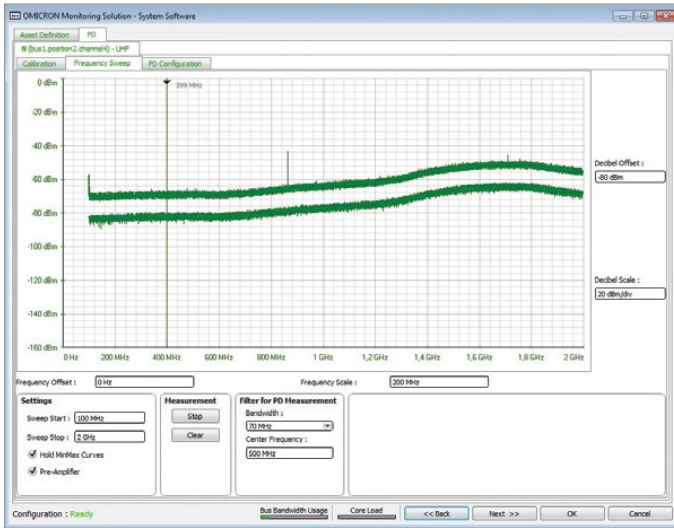 OMICRON Monitoring Solution - System Software
Asset Definition PD
(bus1.position2.channel4) - UHF
Calibration Frequency Sweep PD Configuration
0 dBm
-20 dBm
-40 dBm
-60 dBm
-80 dBm
-100 dBm
-120 dBm
-140 dBm
-160 dBm
399 MHz
0 Hz 200 MHz 400 MHz 600 MHz 800 MHz 1 GHz 1,2 GHz 1,4 GHz 1,6 GHz 1,8 GHz 2 GHz
Decibel Offset :
-80 dBm
Decibel Scale :
20 dBm/div
Frequency Offset : 0 Hz Frequency Scale : 200 MHz
Settings
Sweep Start : 100 MHz
Sweep Stop : 2 GHz
Hold MinMax Curves
Pre-Amplifier
Measurement
Stop
Clear
Filter for PD Measurement
Bandwidth :
70 MHz
Center Frequency :
500 MHz
Configuration : Ready Bus Bandwidth Usage Core Load << Back Next >> OK Cancel